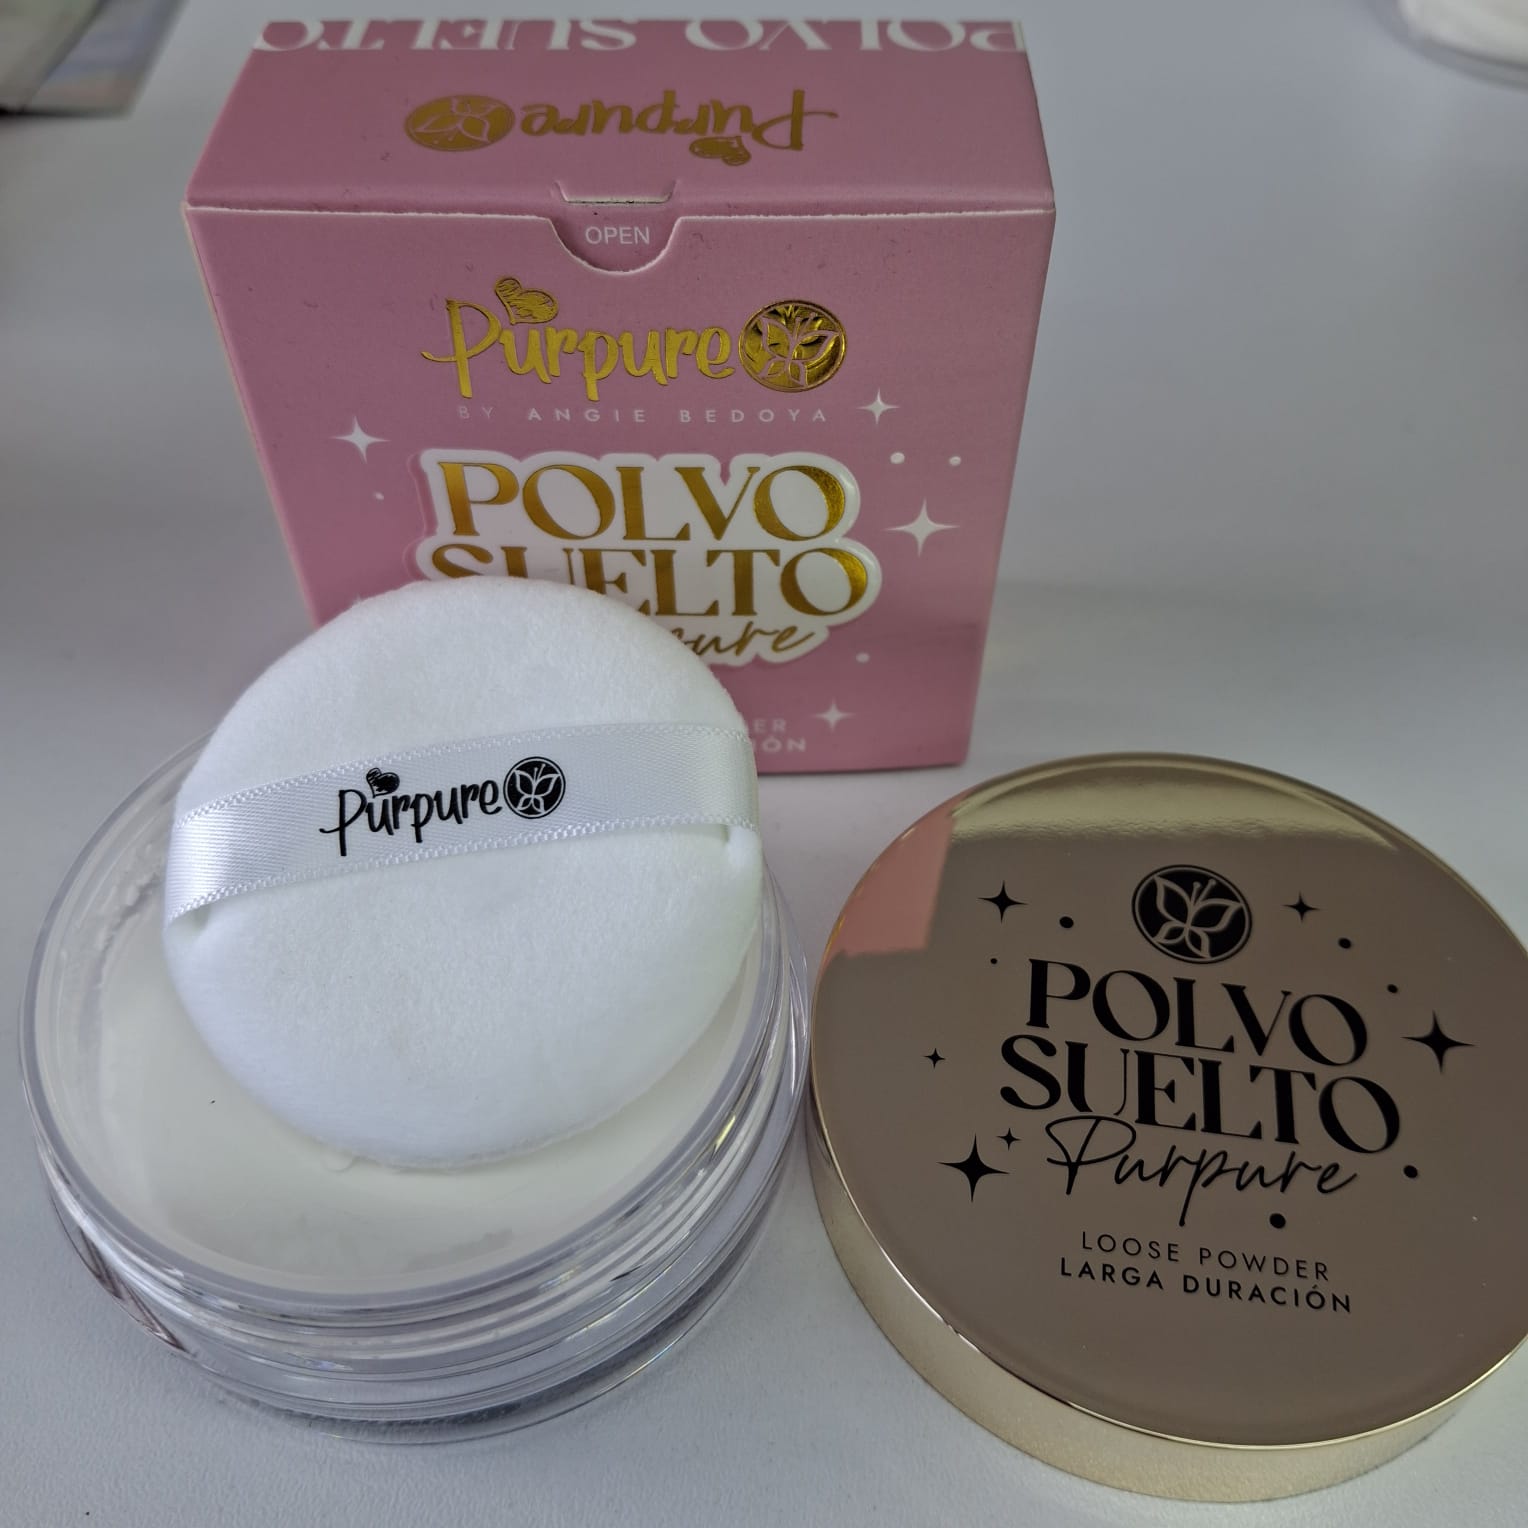 POLVO SUELTO
Purpure
OPEN
Purpure
BY ANGIE BEDOYA
POLVO
SUELTO
Purpure
POLVO
SUELTO
Purpure
LOOSE POWDER
LARGA DURACIÓN